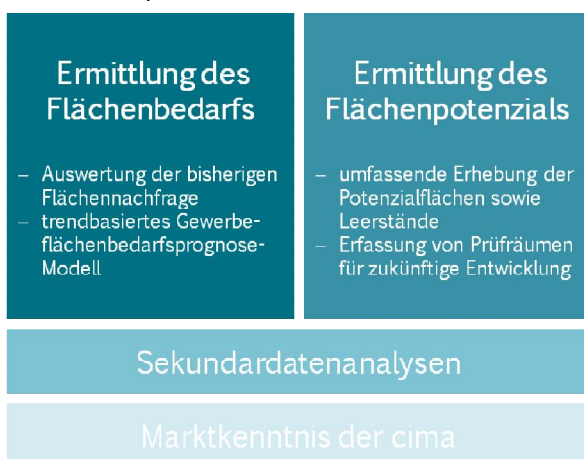 Ermittlung des
Flächenbedarfs
– Auswertung der bisherigen
Flächennachfrage
– trendbasiertes Gewerbe-
flächenbedarfsprognose-
Modell
Ermittlung des
Flächenpotenzials
– umfassende Erhebung der
Potenzialflächen sowie
Leerstände
– Erfassung von Prüfräumen
für zukünftige Entwicklung
Sekundardatenanalysen
Marktkenntnis der cima